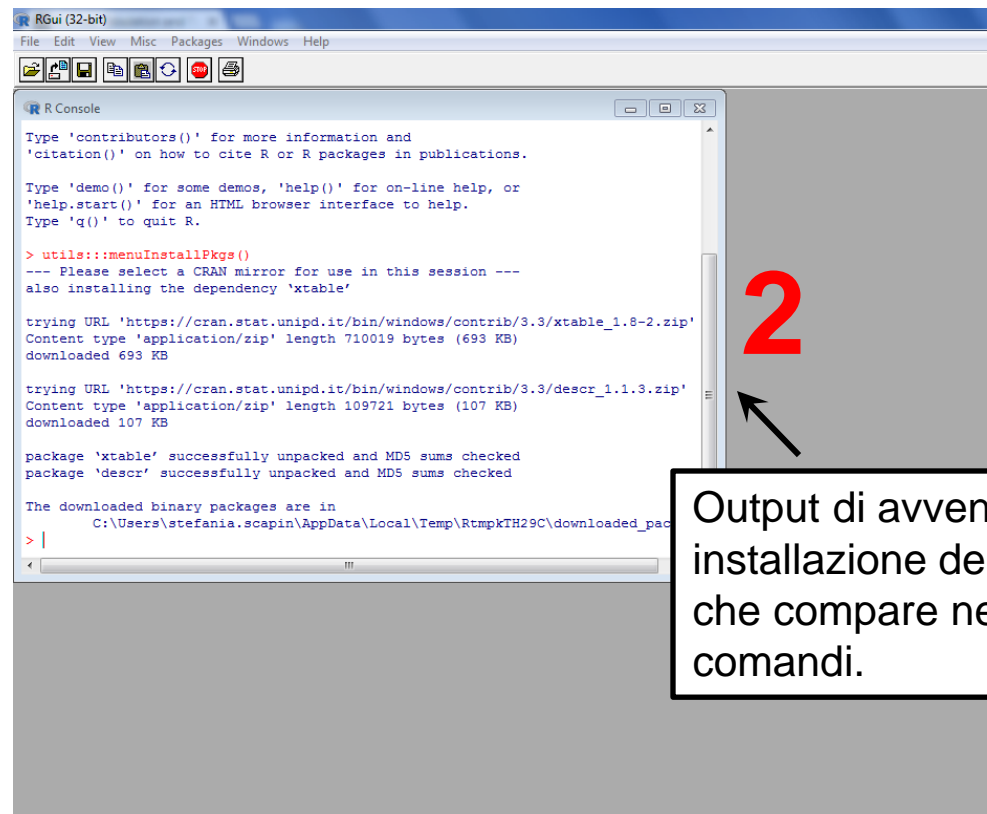 RGui (32-bit)
File Edit View Misc Packages Windows Help
STOP
R Console
Type 'contributors()' for more information and
'citation()' on how to cite R or R packages in publications.
Type 'demo()' for some demos, 'help()' for on-line help, or
'help.start()' for an HTML browser interface to help.
Type 'q()' to quit R.
> utils:::menuInstallPkgs()
--- Please select a CRAN mirror for use in this session ---
also installing the dependency ‘xtable’
trying URL 'https://cran.stat.unipd.it/bin/windows/contrib/3.3/xtable_1.8-2.zip'
Content type 'application/zip' length 710019 bytes (693 KB)
downloaded 693 KB
trying URL 'https://cran.stat.unipd.it/bin/windows/contrib/3.3/descr_1.1.3.zip'
Content type 'application/zip' length 109721 bytes (107 KB)
downloaded 107 KB
package ‘xtable’ successfully unpacked and MD5 sums checked
package ‘descr’ successfully unpacked and MD5 sums checked
The downloaded binary packages are in
C:\Users\stefania.scapin\AppData\Local\Temp\RtmpkTH29C\downloaded_pac
>
2
Output di avven
installazione de
che compare ne
comandi.